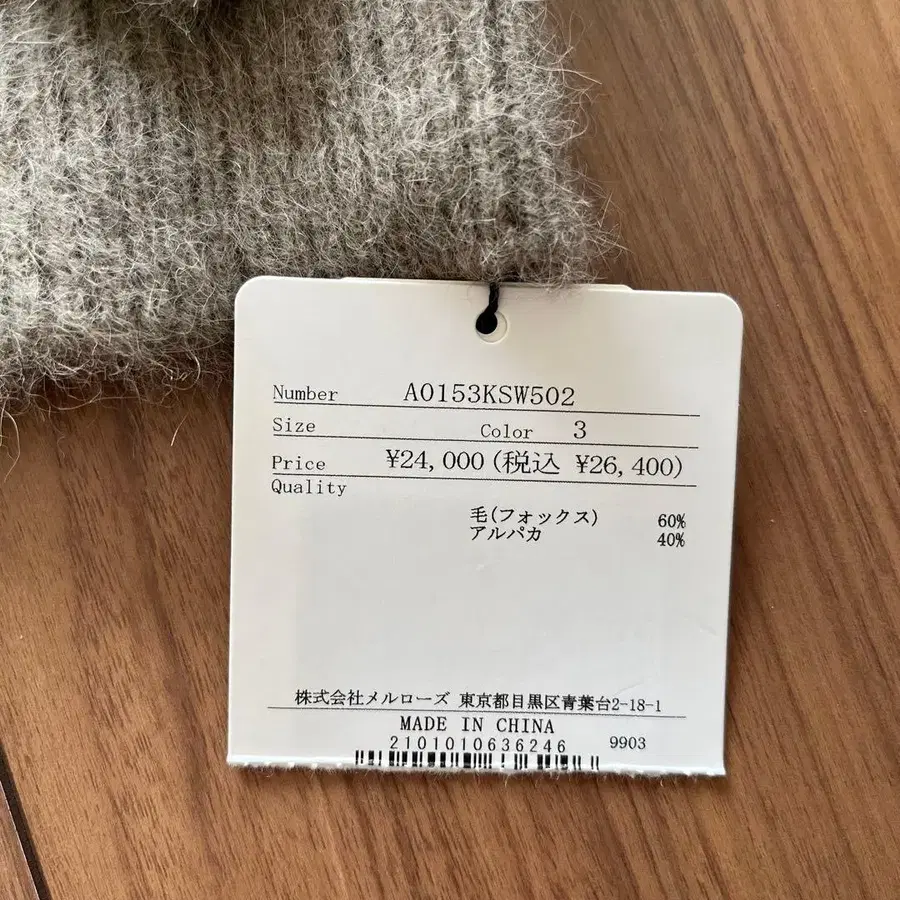 Number A0153KSW502
Size Color 3
Price ¥24,000(税込 ¥26,400)
Quality
毛(フォックス) 60%
アルパカ 40%
株式会社メルローズ 東京都目黒区青葉台2-18-1
MADE IN CHINA
2101010636246 9903